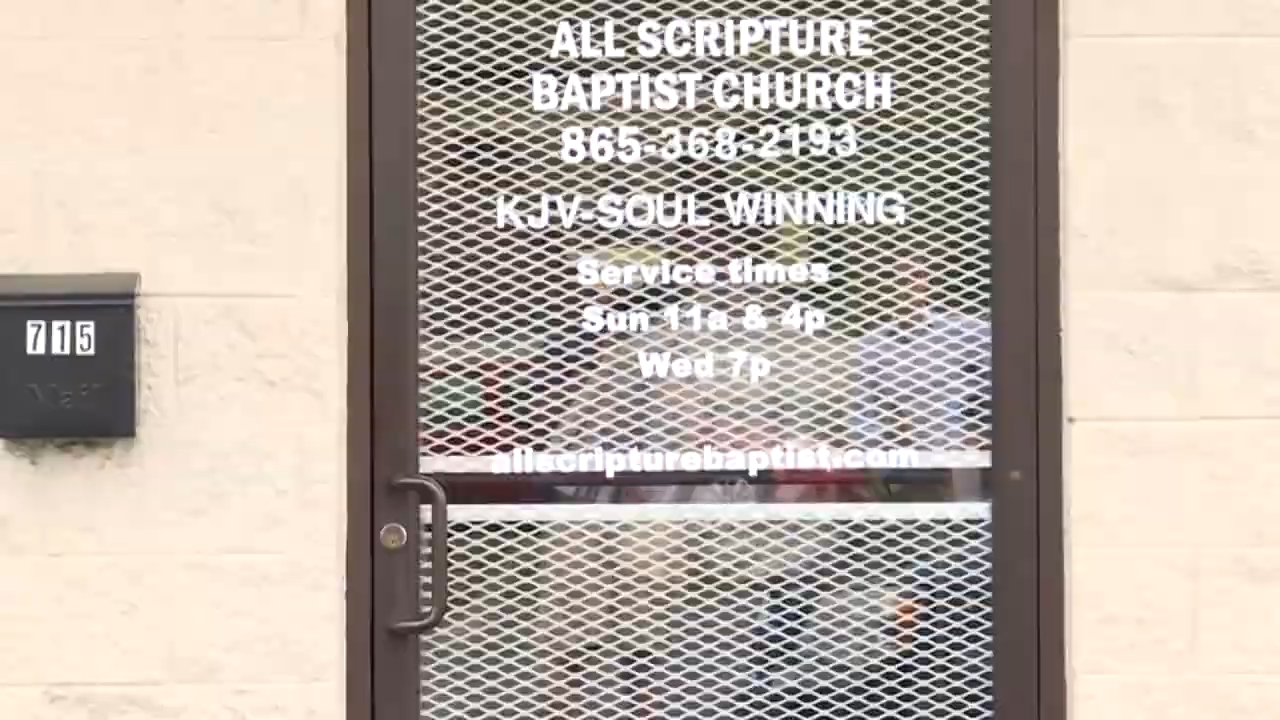 ALL SCRIPTURE
BAPTIST CHURCH
865-368-2193
KJV-SOUL WINNING
Service times
Sun 11a & 4p
Wed 7p
allscripturebaptist.com
715
Mail